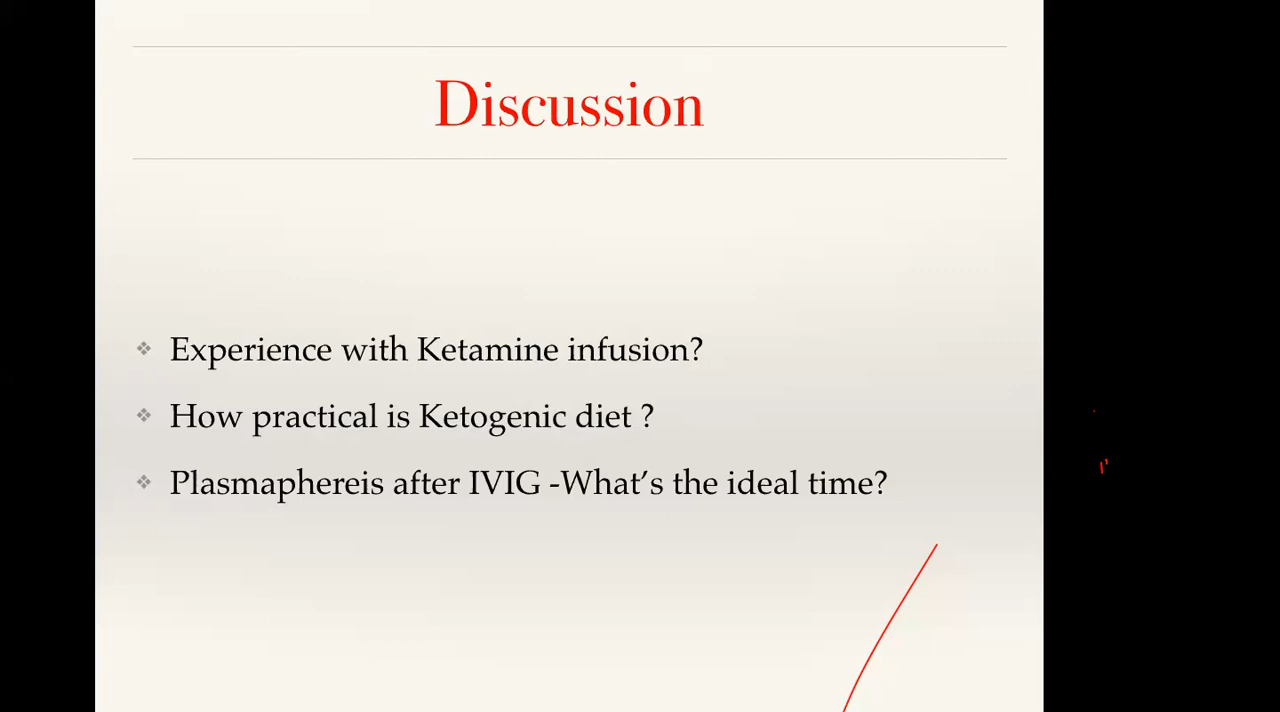 Discussion
Experience with Ketamine infusion?
How practical is Ketogenic diet ?
Plasmaphereis after IVIG -What’s the ideal time?